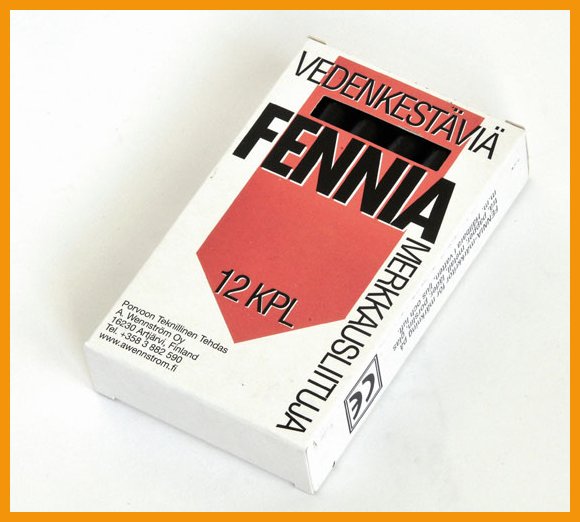 VEDENKESTÄVIÄ
FENNIA
MERKKAUSLIITUJA
12 KPL
Porvoon Teknillinen Tehdas
A. Wennström Oy
16230 Artjärvi, Finland
Tel. +358 3 882 590
www.awennstrom.fi
CE